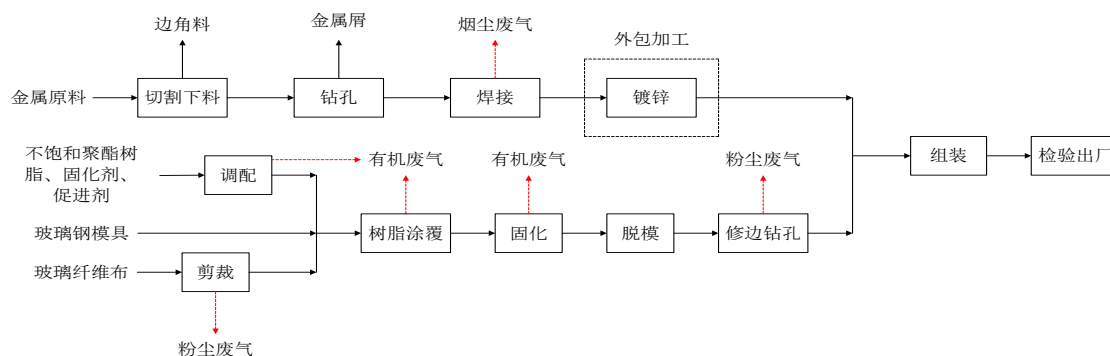 边角料
金属屑
烟尘废气
外包加工
金属原料
切割下料
钻孔
焊接
镀锌
不饱和聚酯树
脂、固化剂、
促进剂
调配
有机废气
有机废气
粉尘废气
组装
检验出厂
玻璃钢模具
树脂涂覆
固化
脱模
修边钻孔
玻璃纤维布
剪裁
粉尘废气